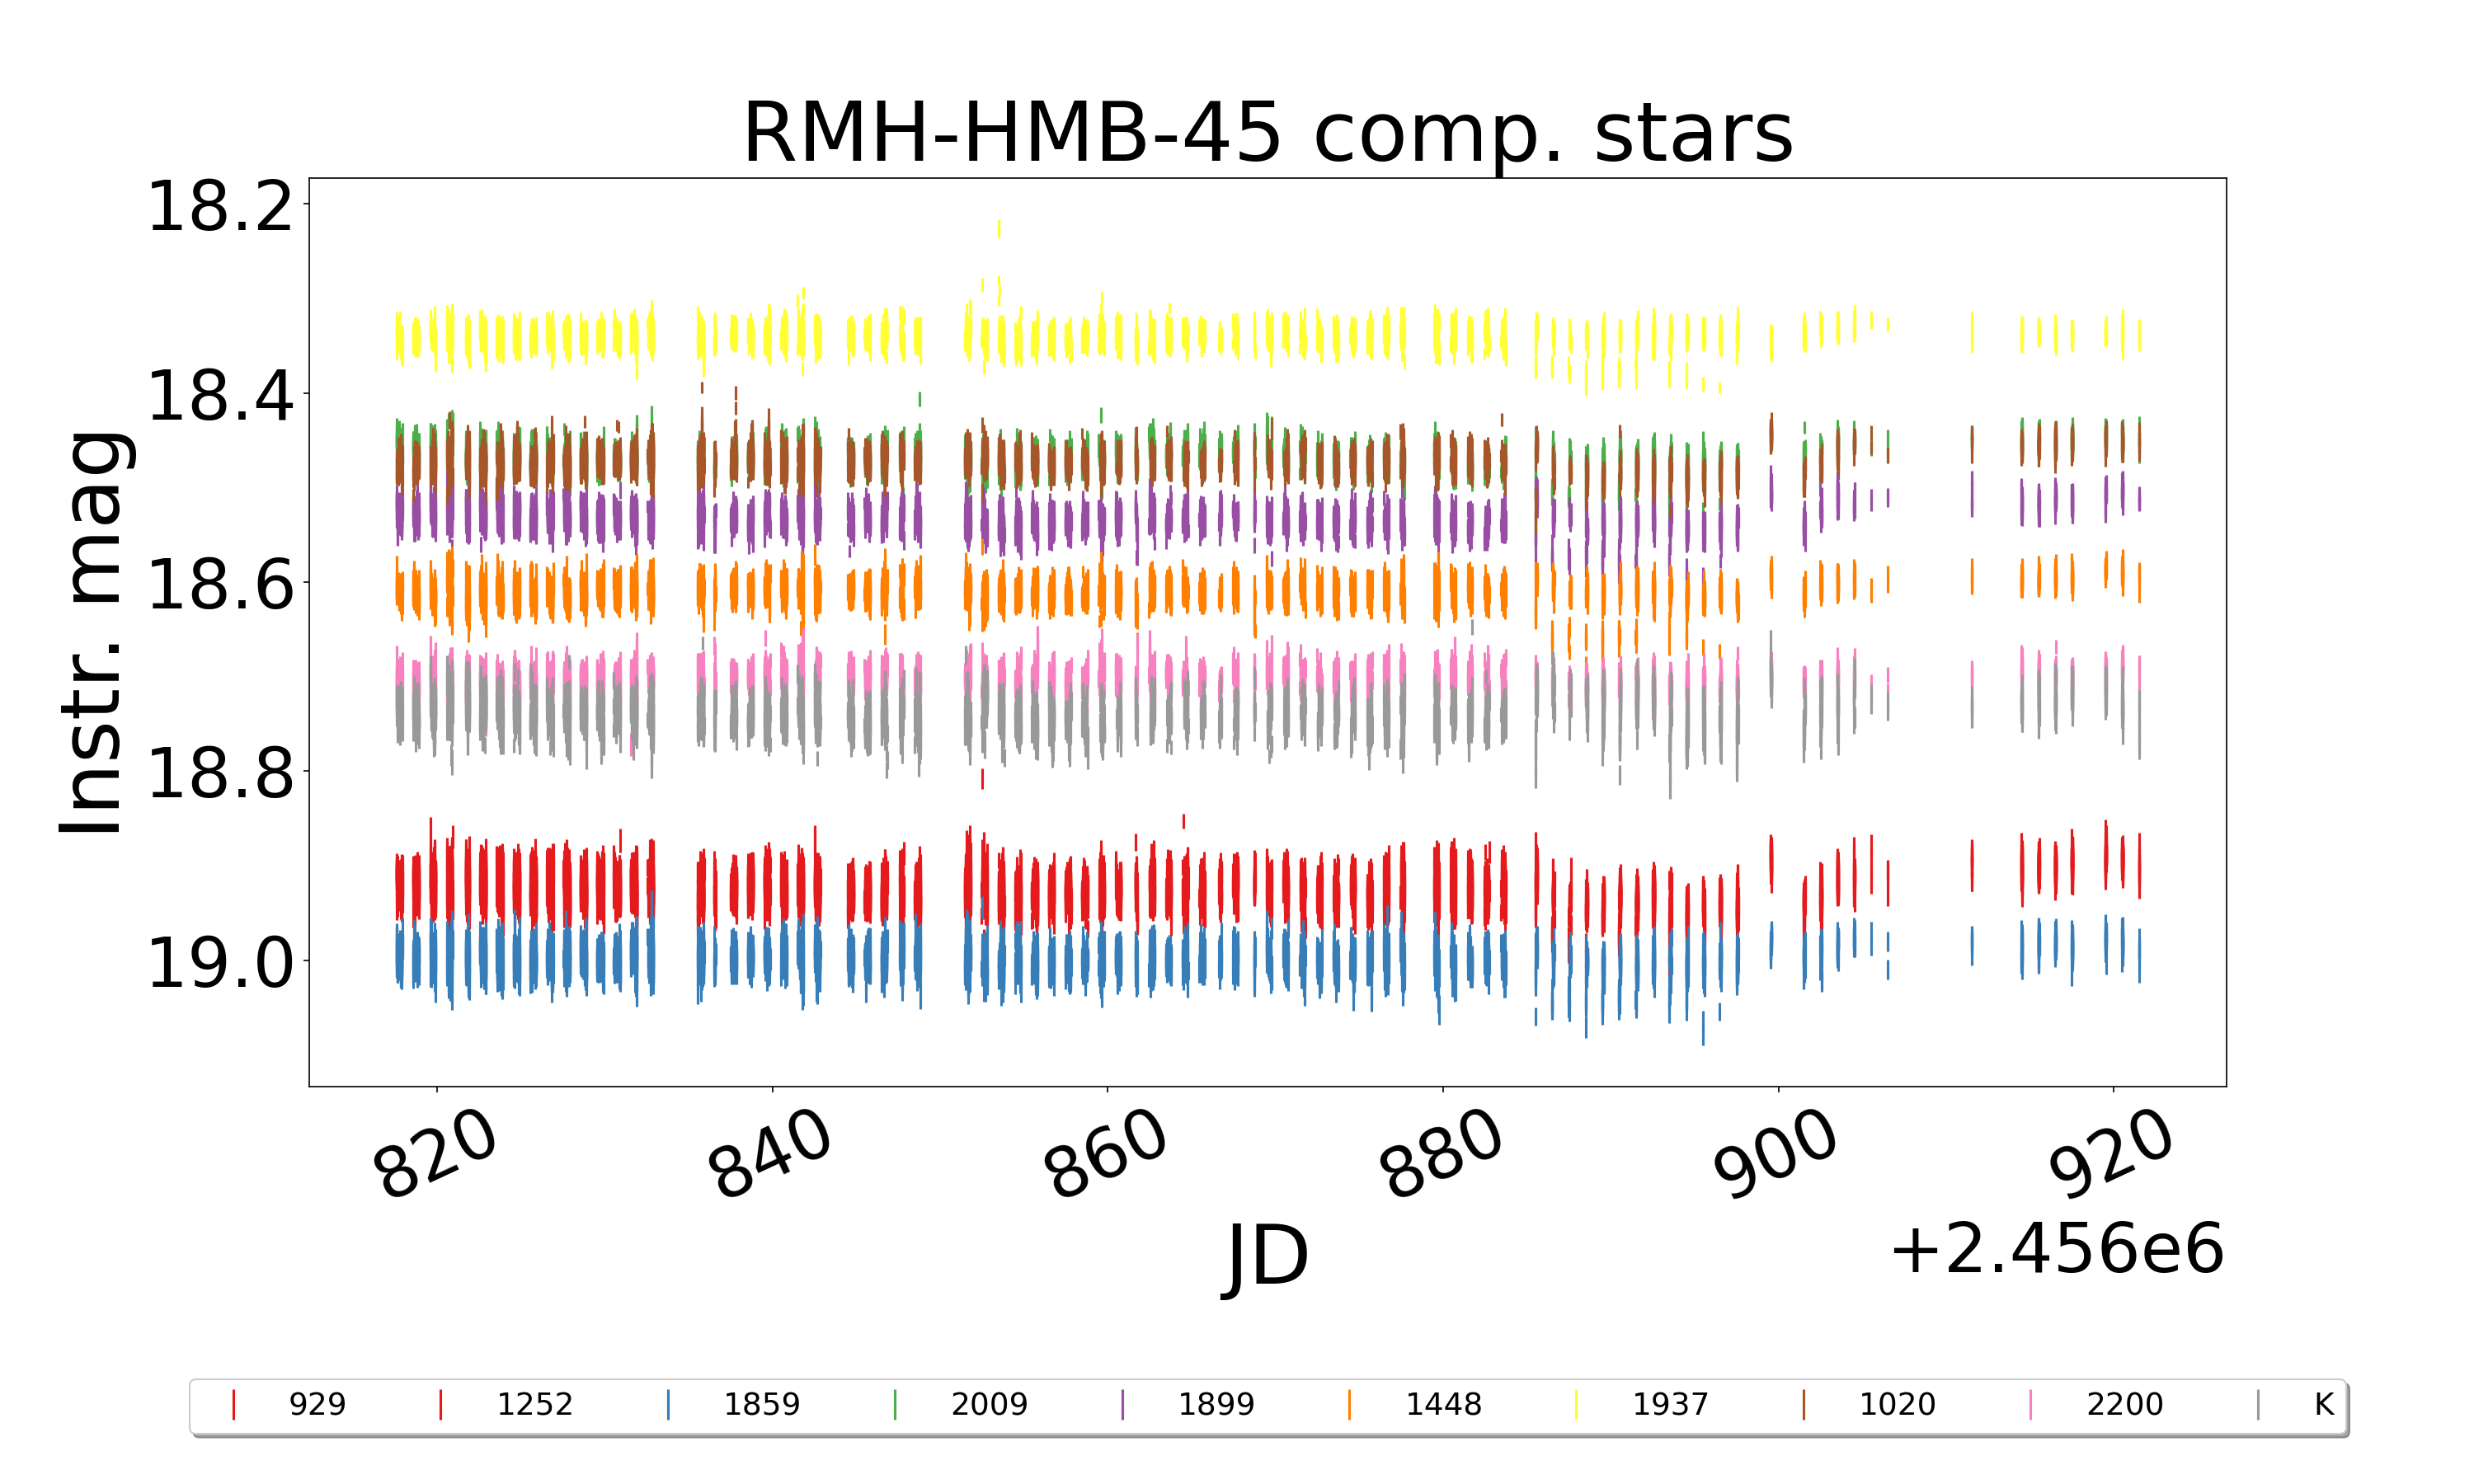 RMH-HMB-45 comp. stars
Instr. mag
18.2
18.4
18.6
18.8
19.0
820 840 860 880 900 920
JD
+2.456e6
929 1252 1859 2009 1899 1448 1937 1020 2200 K